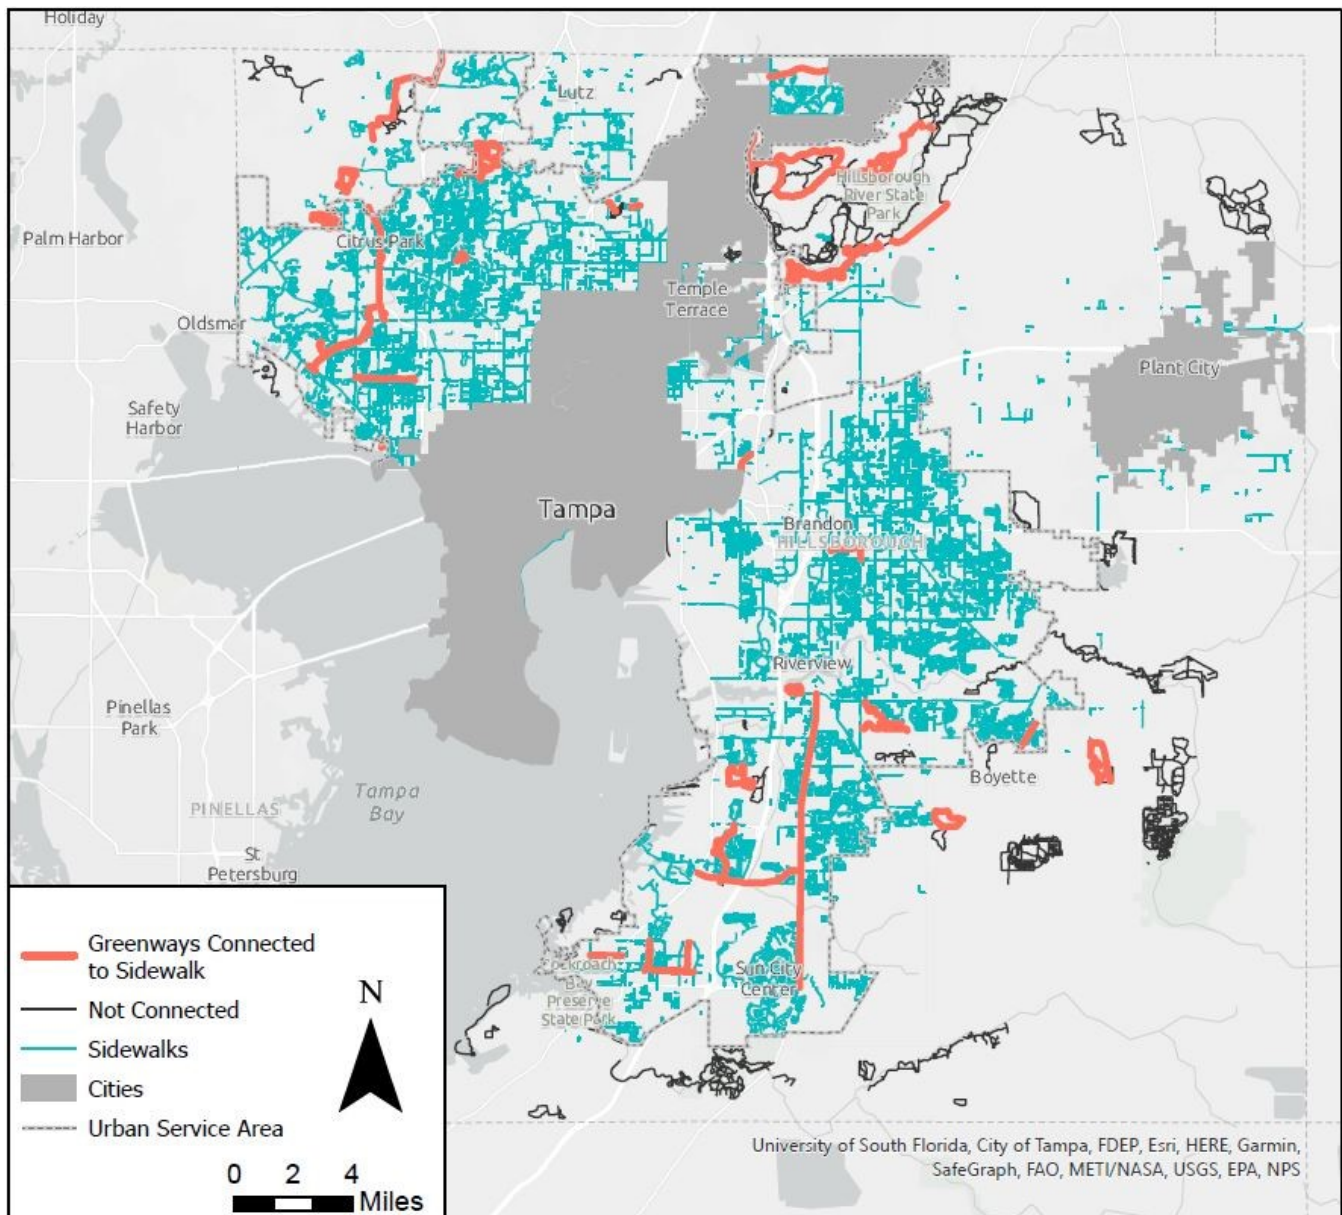 Holiday
Lutz
Hillsborough
River State
Park
Palm Harbor
Citrus Park
Temple
Terrace
Oldsmar
Plant City
Safety
Harbor
Tampa
Brandon
HILLSBOROUGH
Riverview
Pinellas
Park
Boyette
Tampa
Bay
PINELLAS
St
Petersburg
Cockroach
Bay
Preserve
State Park
Sun City
Center
Greenways Connected
to Sidewalk
Not Connected
Sidewalks
Cities
Urban Service Area
N
0 2 4
Miles
University of South Florida, City of Tampa, FDEP, Esri, HERE, Garmin,
SafeGraph, FAO, METI/NASA, USGS, EPA, NPS